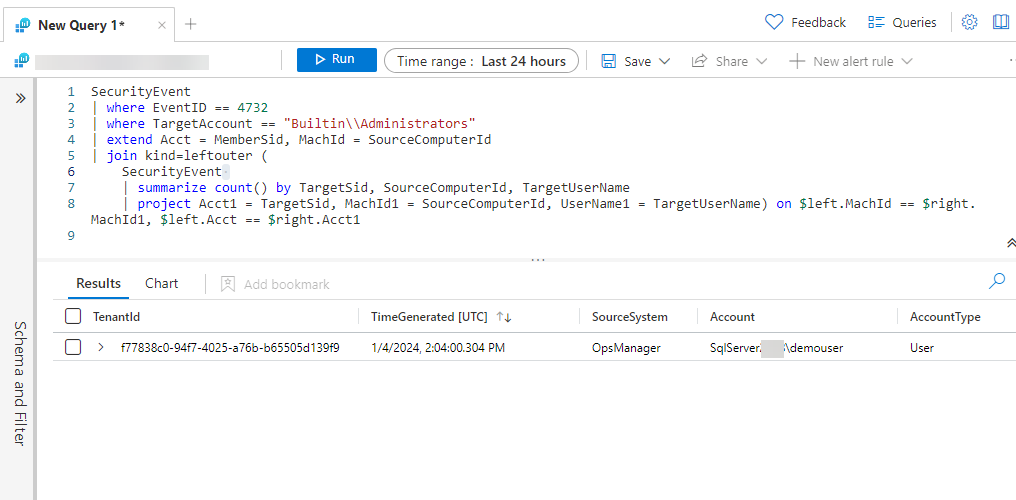 New Query 1*
Feedback
Queries
Run
Time range : Last 24 hours
Save
Share
New alert rule
1 SecurityEvent
2 | where EventID == 4732
3 | where TargetAccount == "Builtin\\Administrators"
4 | extend Acct = MemberSid, MachId = SourceComputerId
5 | join kind=leftouter (
6 SecurityEvent
7 | summarize count() by TargetSid, SourceComputerId, TargetUserName
8 | project Acct1 = TargetSid, MachId1 = SourceComputerId, UserName1 = TargetUserName) on $left.MachId == $right.
MachId1, $left.Acct == $right.Acct1
9
Schema and Filter
Results Chart Add bookmark
TenantId TimeGenerated [UTC] SourceSystem Account AccountType
f77838c0-94f7-4025-a76b-b65505d139f9 1/4/2024, 2:04:00.304 PM OpsManager SqlServer \demouser User